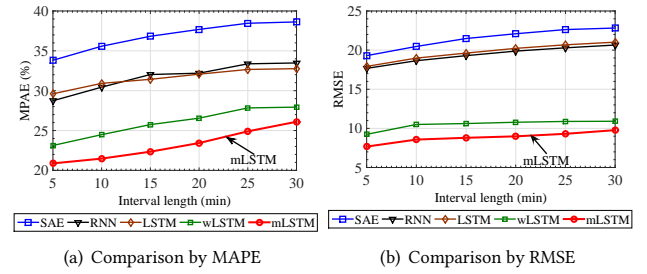 40
35
30
25
20
MPAE (%)
5 10 15 20 25 30
Interval length (min)
mLSTM
SAE RNN LSTM wLSTM mLSTM
(a) Comparison by MAPE
25
20
15
10
5
RMSE
5 10 15 20 25 30
Interval length (min)
mLSTM
SAE RNN LSTM wLSTM mLSTM
(b) Comparison by RMSE